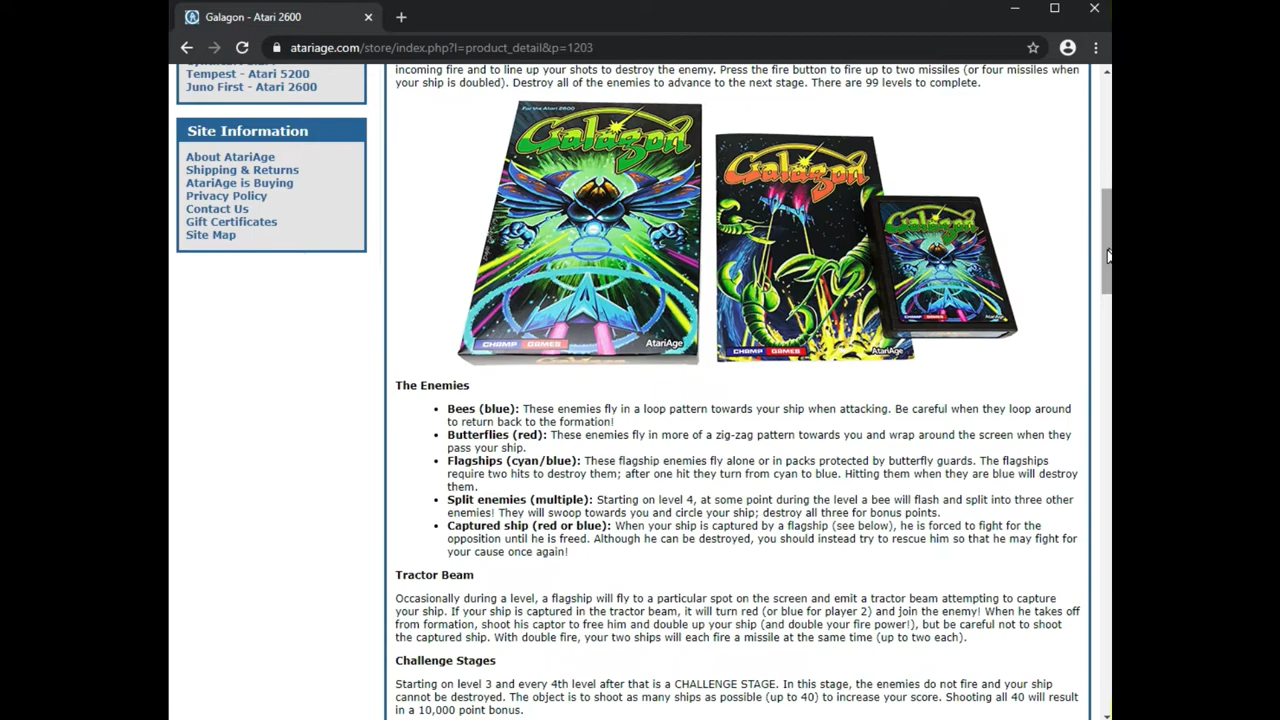 Galagon - Atari 2600
atariage.com/store/index.php?l=product_detail&p=1203
Tempest - Atari 5200
Juno First - Atari 2600
Site Information
About AtariAge
Shipping & Returns
AtariAge is Buying
Privacy Policy
Contact Us
Gift Certificates
Site Map
incoming fire and to line up your shots to destroy the enemy. Press the fire button to fire up to two missiles (or four missiles when
your ship is doubled). Destroy all of the enemies to advance to the next stage. There are 99 levels to complete.
For the Atari 2600
Galagon
CHAMP GAMES
AtariAge
Galagon
Galagon
CHAMP GAMES
AtariAge
Galagon
CHAMP GAMES
AtariAge
The Enemies
• Bees (blue): These enemies fly in a loop pattern towards your ship when attacking. Be careful when they loop around
to return back to the formation!
• Butterflies (red): These enemies fly in more of a zig-zag pattern towards you and wrap around the screen when they
pass your ship.
• Flagships (cyan/blue): These flagship enemies fly alone or in packs protected by butterfly guards. The flagships
require two hits to destroy them; after one hit they turn from cyan to blue. Hitting them when they are blue will destroy
them.
• Split enemies (multiple): Starting on level 4, at some point during the level a bee will flash and split into three other
enemies! They will swoop towards you and circle your ship; destroy all three for bonus points.
• Captured ship (red or blue): When your ship is captured by a flagship (see below), he is forced to fight for the
opposition until he is freed. Although he can be destroyed, you should instead try to rescue him so that he may fight for
your cause once again!
Tractor Beam
Occasionally during a level, a flagship will fly to a particular spot on the screen and emit a tractor beam attempting to capture
your ship. If your ship is captured in the tractor beam, it will turn red (or blue for player 2) and join the enemy! When he takes off
from formation, shoot his captor to free him and double up your ship (and double your fire power!), but be careful not to shoot
the captured ship. With double fire, your two ships will each fire a missile at the same time (up to two each).
Challenge Stages
Starting on level 3 and every 4th level after that is a CHALLENGE STAGE. In this stage, the enemies do not fire and your ship
cannot be destroyed. The object is to shoot as many ships as possible (up to 40) to increase your score. Shooting all 40 will result
in a 10,000 point bonus.